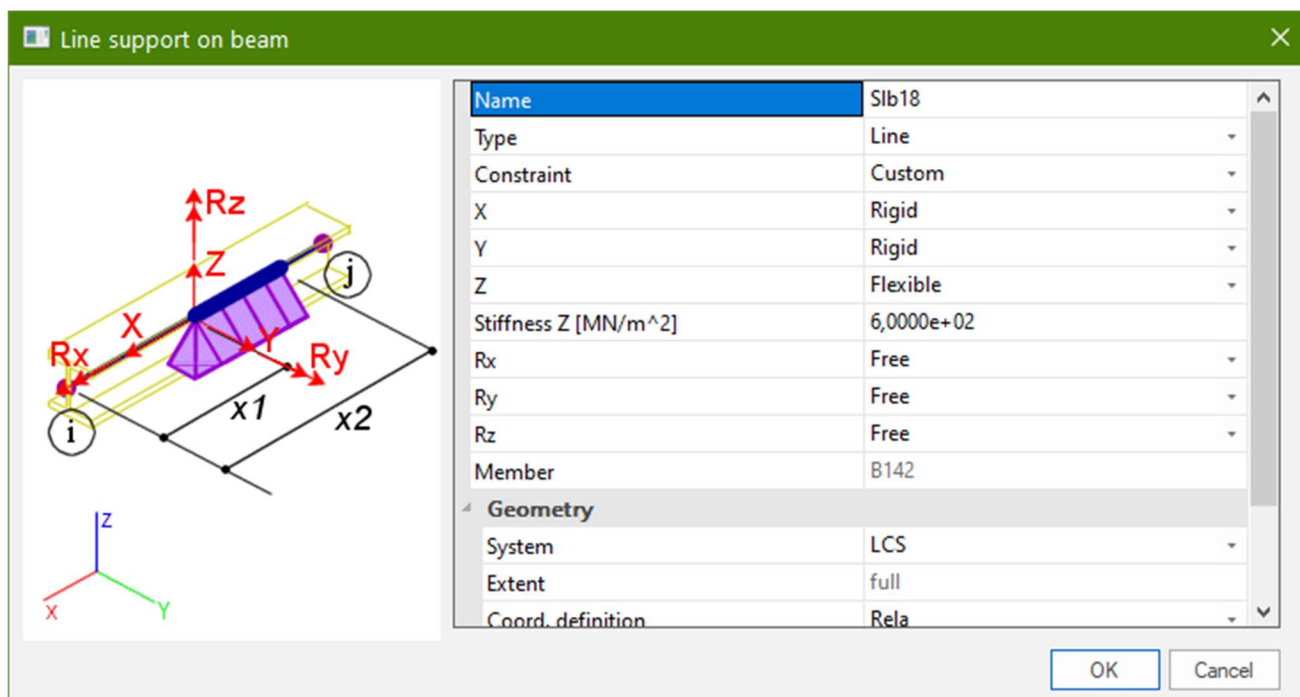 Line support on beam
Rz
Z
j
X
Y
Rx
Ry
x1
x2
i
z
x
Y
Name Slb18
Type Line
Constraint Custom
X Rigid
Y Rigid
Z Flexible
Stiffness Z [MN/m^2] 6,0000e+02
Rx Free
Ry Free
Rz Free
Member B142
Geometry
System LCS
Extent full
Coord. definition Rela
OK Cancel